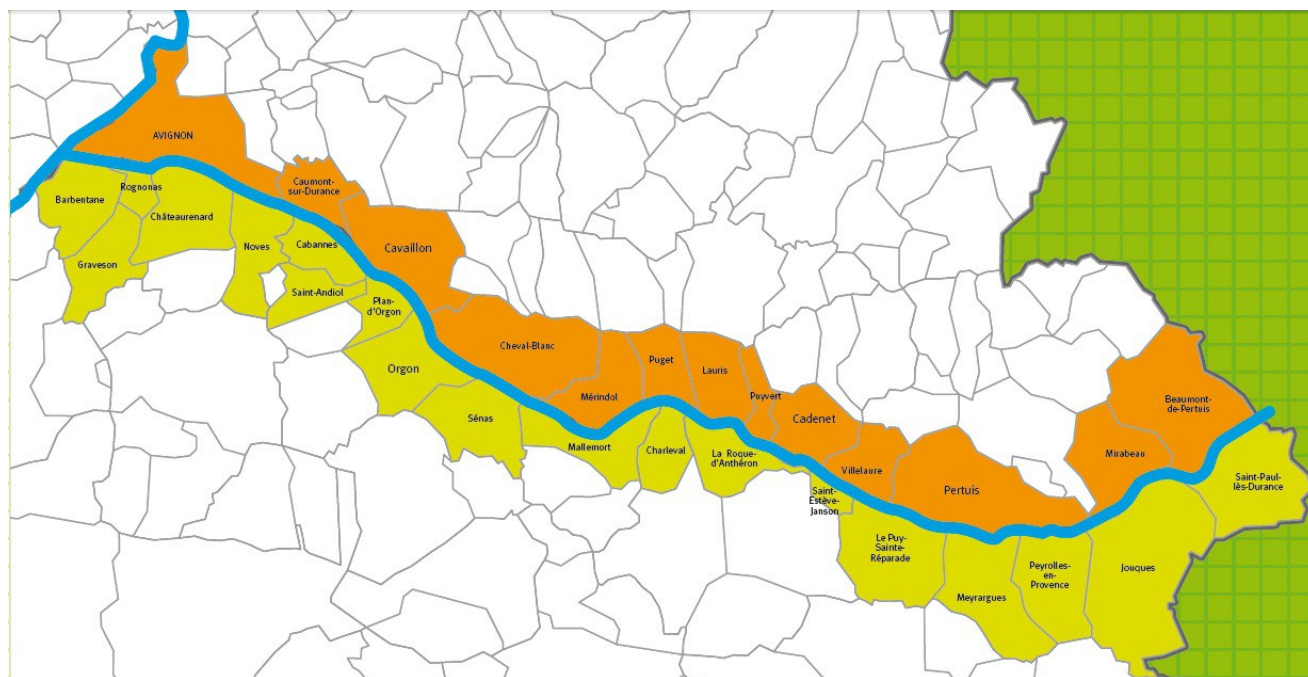 AVIGNON
Caumont-
sur-Durance
Rognonas
Barbentane
Châteaurenard
Cabannes
Noves
Cavaillon
Graveson
Saint-Andiol
Plan-
d'Orgon
Cheval-Blanc
Orgon
Puget
Lauris
Puyvert
Mérindol
Cadenet
Sénas
Mallemort
Charleval
La Roque-
d'Anthéron
Villelaure
Saint-
Estève-
Janson
Pertuis
Mirabeau
Beaumont-
de-Pertuis
Saint-Paul-
lès-Durance
Le Puy-
Sainte-
Réparade
Meyrargues
Peyrolles-
en-
Provence
Jouques